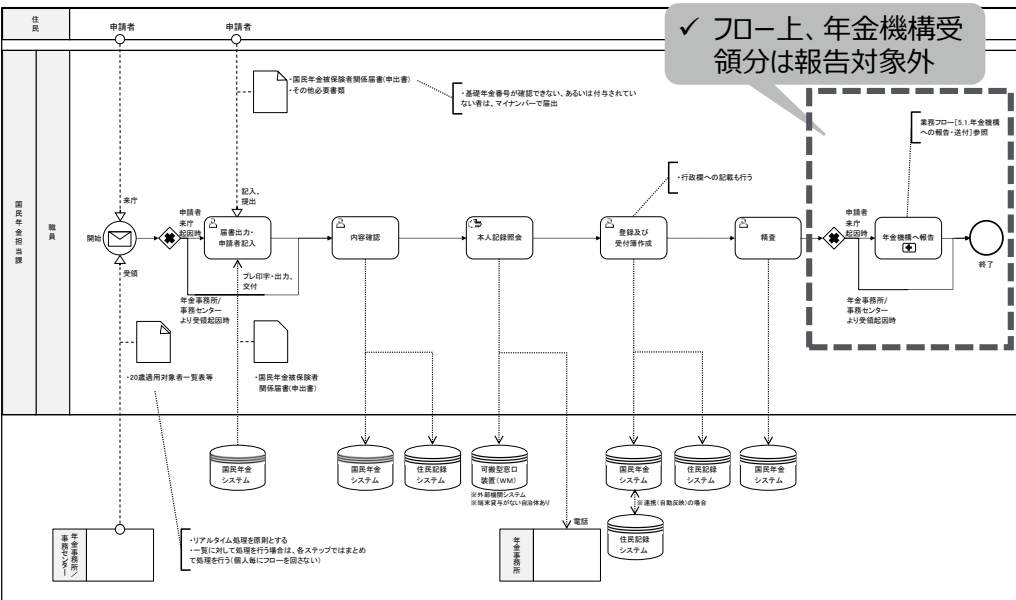 住民
申請者
申請者
✓ フロー上、年金機構受
領分は報告対象外
国民年金担当課
職員
・国民年金被保険者関係届書(申出書)
・その他必要書類
・基礎年金番号が確認できない、あるいは付与されてい
ない者は、マイナンバーで届出
業務フロー[5.1.年金機構
への報告・送付]参照
・行政欄への記載も行う
来庁
記入、
提出
開始
申請者
来庁
起因時
届書出力・
申請者記入
内容確認
本人記録照会
登録及び
受付簿作成
精査
申請者
来庁
起因時
年金機構へ報告
終了
受領
プレ印字・出力、
交付
年金事務所/
事務センター
より受領起因時
年金事務所/
事務センター
より受領起因時
・20歳適用対象者一覧表等
・国民年金被保険者
関係届書(申出書)
国民年金
システム
国民年金
システム
住民記録
システム
可搬型窓口
装置(WM)
※外部機関システム
※端末貸与がない自治体あり
国民年金
システム
住民記録
システム
国民年金
システム
※連携(自動反映)の場合
住民記録
システム
電話
年金事務所/
事務センター
・リアルタイム処理を原則とする
・一覧に対して処理を行う場合は、各ステップではまとめ
て処理を行う(個人毎にフローを回さない)
年金事務所